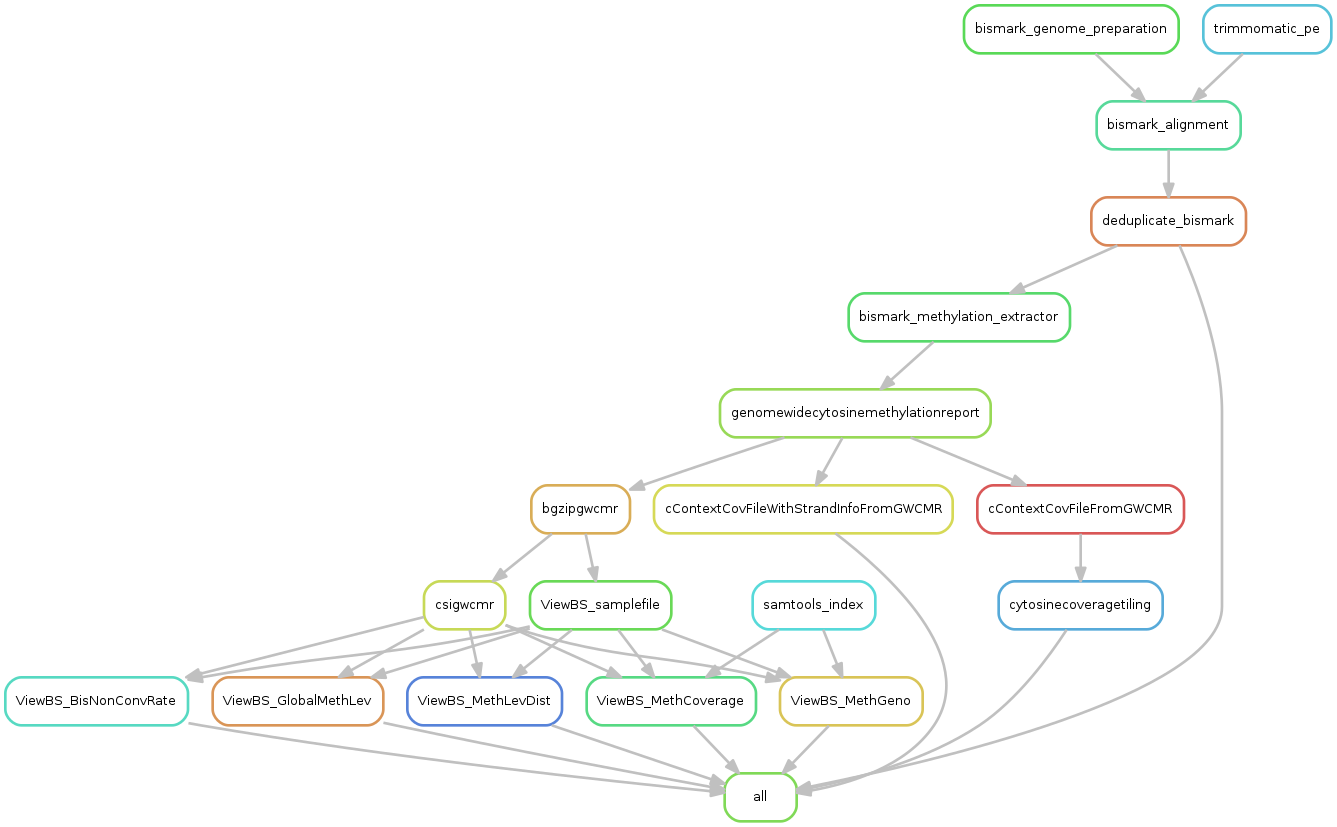 bismark_genome_preparation
trimmomatic_pe
bismark_alignment
deduplicate_bismark
bismark_methylation_extractor
genomewidecytosinemethylationreport
bgzipgwcmr
cContextCovFileWithStrandInfoFromGWCMR
cContextCovFileFromGWCMR
csigwcmr
ViewBS_samplefile
samtools_index
cytosinecoveragetiling
ViewBS_BisNonConvRate
ViewBS_GlobalMethLev
ViewBS_MethLevDist
ViewBS_MethCoverage
ViewBS_MethGeno
all